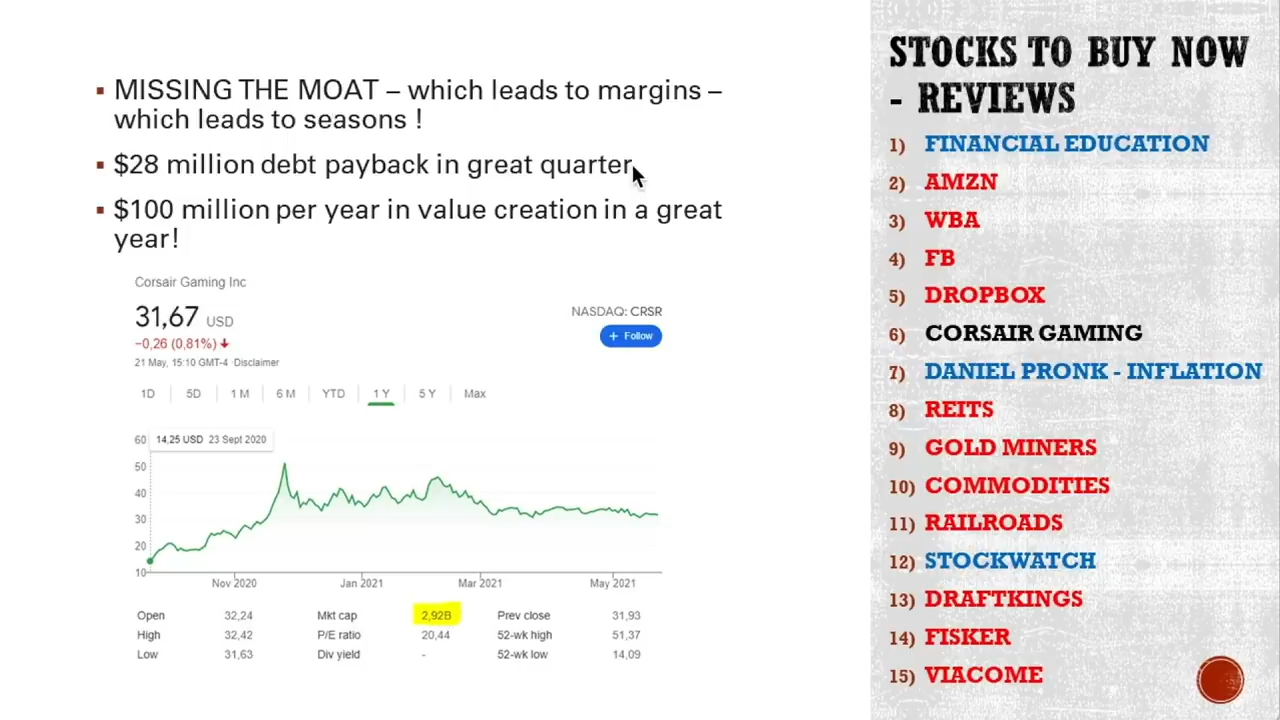 MISSING THE MOAT – which leads to margins –
which leads to seasons !
$28 million debt payback in great quarter
$100 million per year in value creation in a great
year!
Corsair Gaming Inc
31,67 USD
−0,26 (0,81%)
21 May, 15:10 GMT-4 · Disclaimer
NASDAQ: CRSR
+ Follow
1D 5D 1 M 6 M YTD 1 Y 5 Y Max
14,25 USD 23 Sept 2020
60
50
40
30
20
10
Nov 2020 Jan 2021 Mar 2021 May 2021
Open 32,24 Mkt cap 2,92B Prev close 31,93
High 32,42 P/E ratio 20,44 52-wk high 51,37
Low 31,63 Div yield - 52-wk low 14,09
STOCKS TO BUY NOW
- REVIEWS
1) FINANCIAL EDUCATION
2) AMZN
3) WBA
4) FB
5) DROPBOX
6) CORSAIR GAMING
7) DANIEL PRONK - INFLATION
8) REITS
9) GOLD MINERS
10) COMMODITIES
11) RAILROADS
12) STOCKWATCH
13) DRAFTKINGS
14) FISKER
15) VIACOME